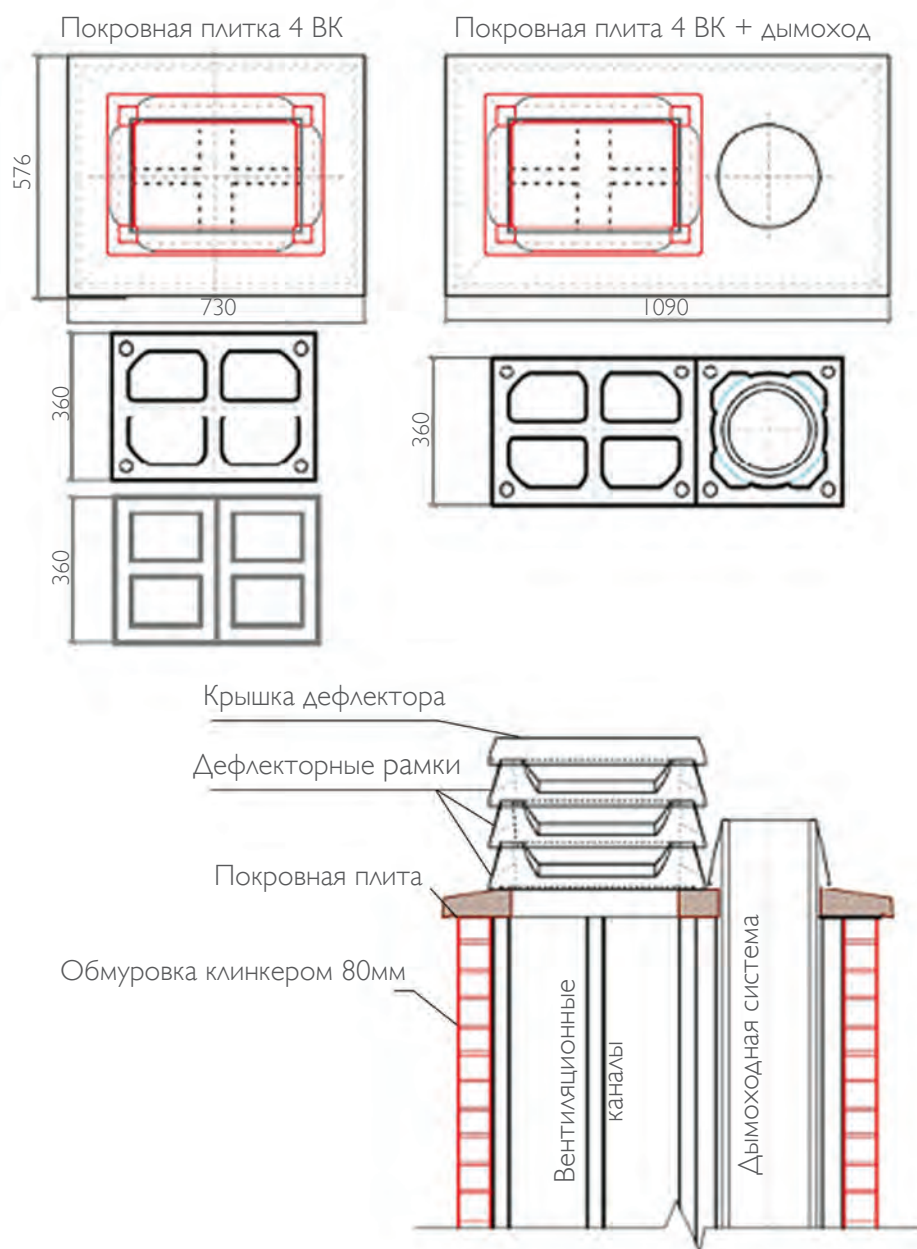 Покровная плитка 4 ВК
Покровная плита 4 ВК + дымоход
576
730
1090
360
360
360
Крышка дефлектора
Дефлекторные рамки
Покровная плита
Обмуровка клинкером 80мм
Вентиляционные
каналы
Дымоходная система